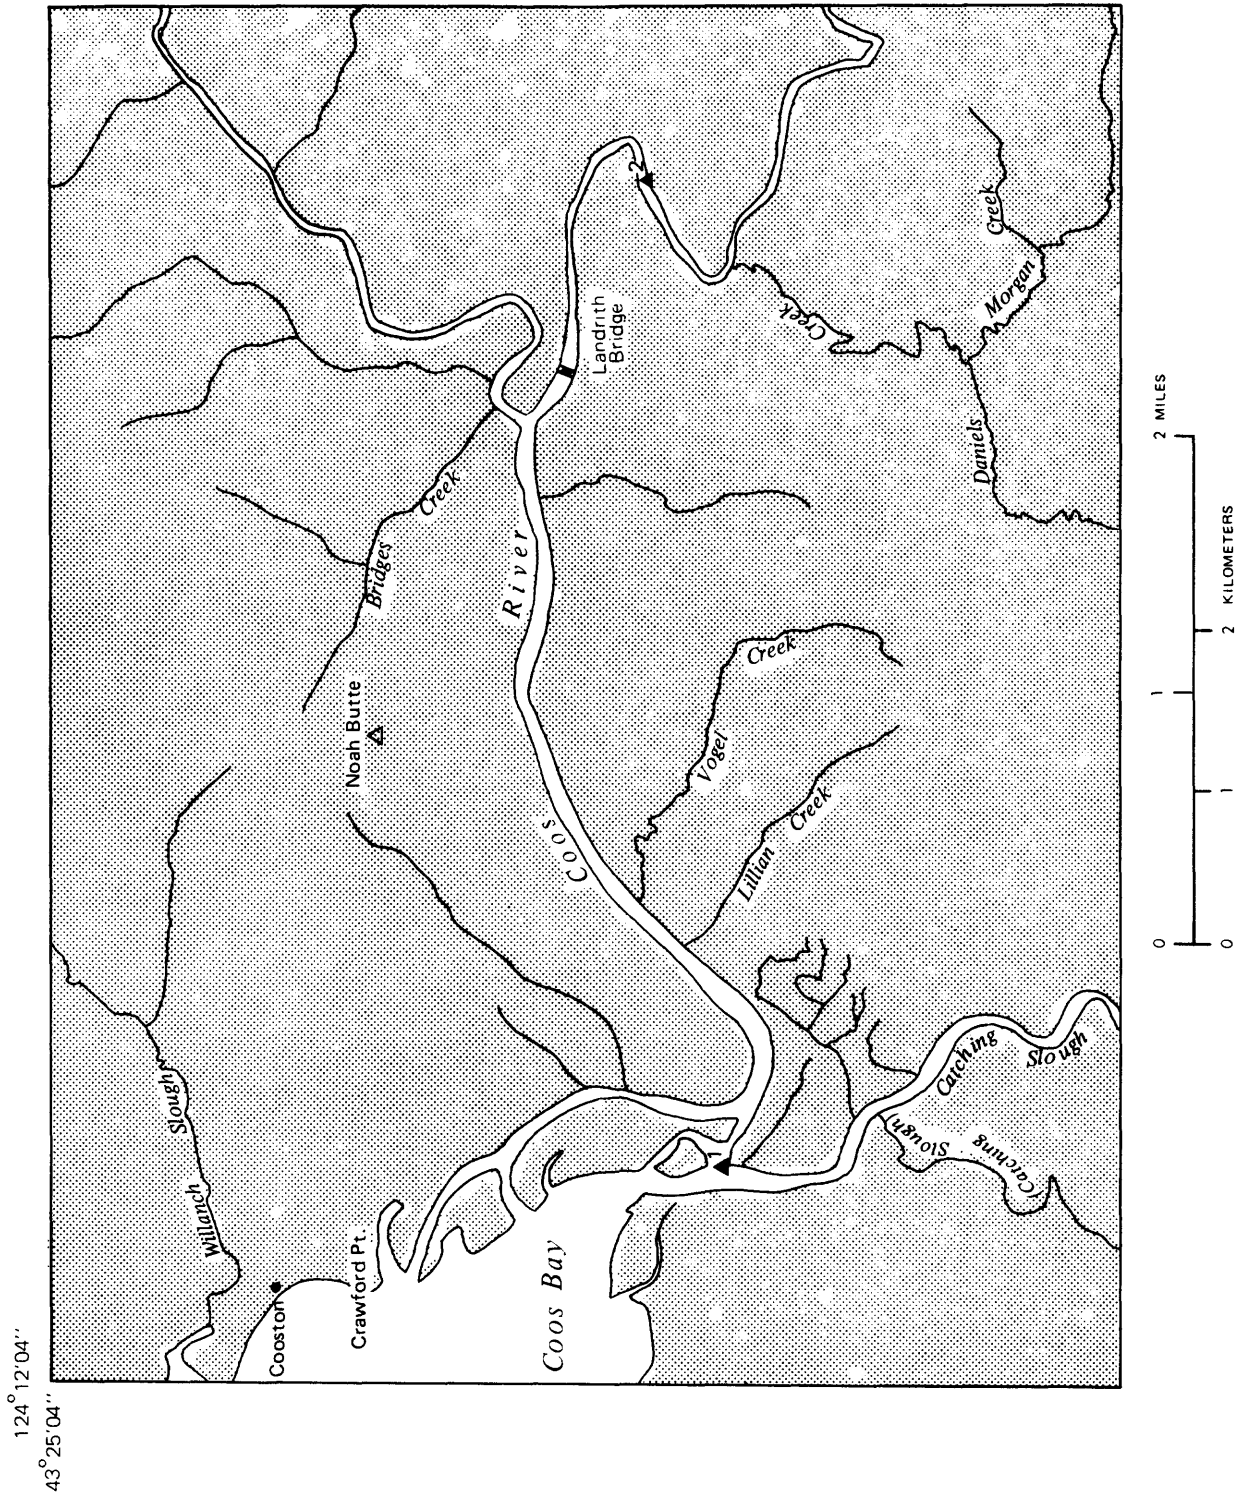 124°12'04''
43°25'04''
Willanch
Slough
Cooston
Crawford Pt.
Coos Bay
Noah Butte
Bridges
Creek
Coos
River
Landrith
Bridge
1
2
Vogel
Creek
Lillian
Creek
Catching
Slough
(Catching
Slough)
Daniels
Creek
Morgan
Creek
0
1
2 MILES
0
1
2 KILOMETERS